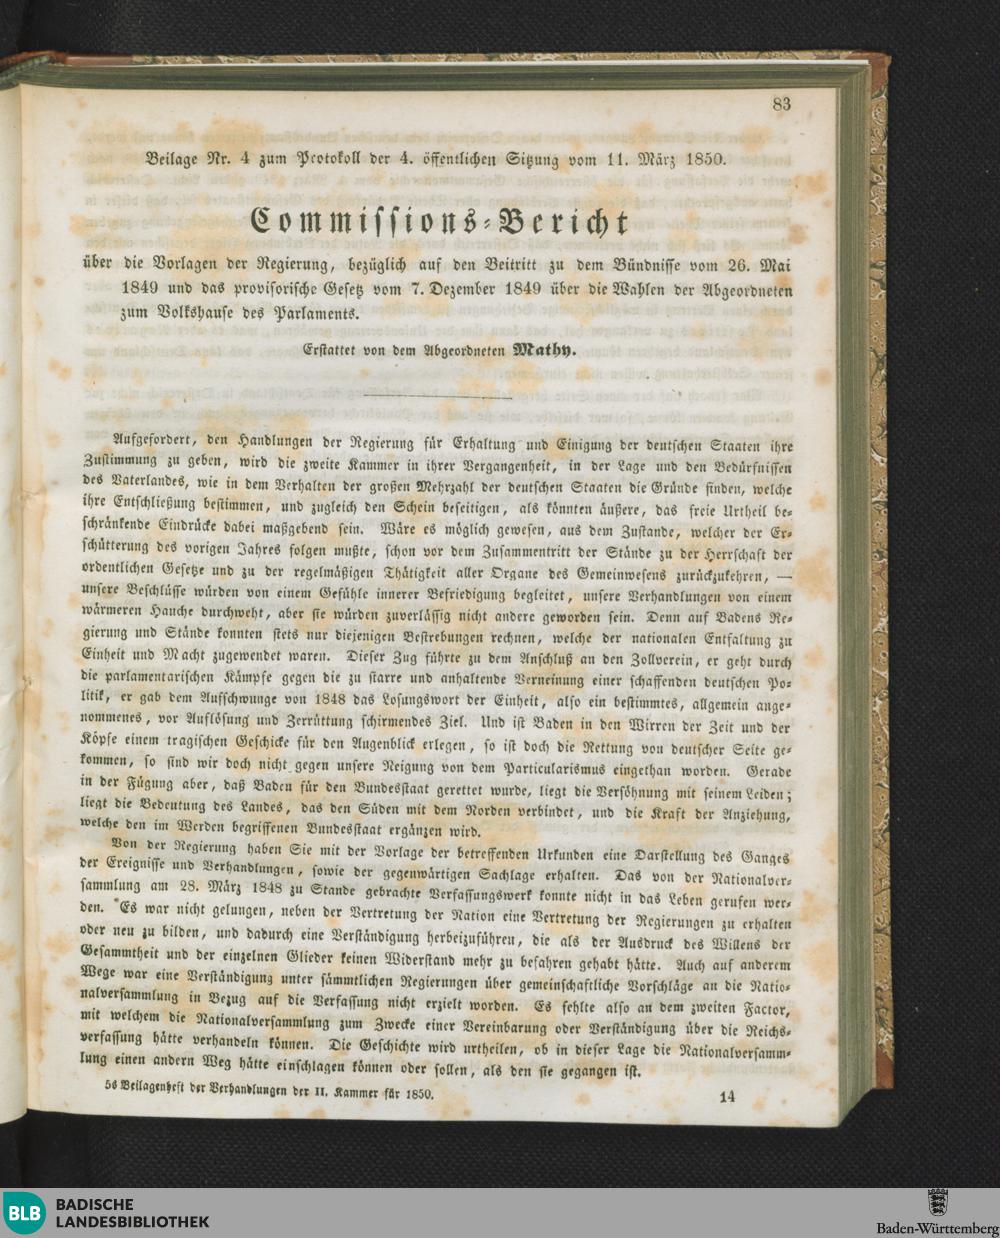 83
Beilage Nr. 4 zum Protokoll der 4. öffentlichen Sitzung vom 11. März 1850.
Commissions-Bericht
über die Vorlagen der Regierung, bezüglich auf den Beitritt zu dem Bündnisse vom 26. Mai
1849 und das provisorische Gesetz vom 7. Dezember 1849 über die Wahlen der Abgeordneten
zum Volkshause des Parlaments.
Erstattet von dem Abgeordneten Mathy.
Aufgefordert, den Handlungen der Regierung für Erhaltung und Einigung der deutschen Staaten ihre
Zustimmung zu geben, wird die zweite Kammer in ihrer Vergangenheit, in der Lage und den Bedürfnissen
des Vaterlandes, wie in dem Verhalten der großen Mehrzahl der deutschen Staaten die Gründe finden, welche
ihre Entschließung bestimmen, und zugleich den Schein beseitigen, als könnten äußere, das freie Urtheil be-
schränkende Eindrücke dabei maßgebend sein. Wäre es möglich gewesen, aus dem Zustande, welcher der Er-
schütterung des vorigen Jahres folgen mußte, schon vor dem Zusammentritt der Stände zu der Herrschaft der
ordentlichen Gesetze und zu der regelmäßigen Thätigkeit aller Organe des Gemeinwesens zurückzukehren, —
unsere Beschlüsse würden von einem Gefühle innerer Befriedigung begleitet, unsere Verhandlungen von einem
wärmeren Hauche durchweht, aber sie würden zuverlässig nicht andere geworden sein. Denn auf Badens Re-
gierung und Stände konnten stets nur diejenigen Bestrebungen rechnen, welche der nationalen Entfaltung zu
Einheit und Macht zugewendet waren. Dieser Zug führte zu dem Anschluß an den Zollverein, er geht durch
die parlamentarischen Kämpfe gegen die zu starre und anhaltende Verneinung einer schaffenden deutschen Po-
litik, er gab dem Aufschwunge von 1848 das Losungswort der Einheit, also ein bestimmtes, allgemein ange-
nommenes, vor Auflösung und Zerrüttung schirmendes Ziel. Und ist Baden in den Wirren der Zeit und der
Köpfe einem tragischen Geschicke für den Augenblick erlegen, so ist doch die Rettung von deutscher Seite ge-
kommen, so sind wir doch nicht gegen unsere Neigung von dem Particularismus eingethan worden. Gerade
in der Fügung aber, daß Baden für den Bundesstaat gerettet wurde, liegt die Versöhnung mit seinem Leiden;
liegt die Bedeutung des Landes, das den Süden mit dem Norden verbindet, und die Kraft der Anziehung,
welche den im Werden begriffenen Bundesstaat ergänzen wird.
Von der Regierung haben Sie mit der Vorlage der betreffenden Urkunden eine Darstellung des Ganges
der Ereignisse und Verhandlungen, sowie der gegenwärtigen Sachlage erhalten. Das von der Nationalver-
sammlung am 28. März 1848 zu Stande gebrachte Verfassungswerk konnte nicht in das Leben gerufen wer-
den. Es war nicht gelungen, neben der Vertretung der Nation eine Vertretung der Regierungen zu erhalten
oder neu zu bilden, und dadurch eine Verständigung herbeizuführen, die als der Ausdruck des Willens der
Gesammtheit und der einzelnen Glieder keinen Widerstand mehr zu befahren gehabt hätte. Auch auf anderem
Wege war eine Verständigung unter sämmtlichen Regierungen über gemeinschaftliche Vorschläge an die Natio-
nalversammlung in Bezug auf die Verfassung nicht erzielt worden. Es fehlte also an dem zweiten Factor,
mit welchem die Nationalversammlung zum Zwecke einer Vereinbarung oder Verständigung über die Reichs-
verfassung hätte verhandeln können. Die Geschichte wird urtheilen, ob in dieser Lage die Nationalversamm-
lung einen andern Weg hätte einschlagen können oder sollen, als den sie gegangen ist.
5s Beilagenheft der Verhandlungen der II. Kammer für 1850.
14
BLB
BADISCHE
LANDESBIBLIOTHEK
Baden-Württemberg